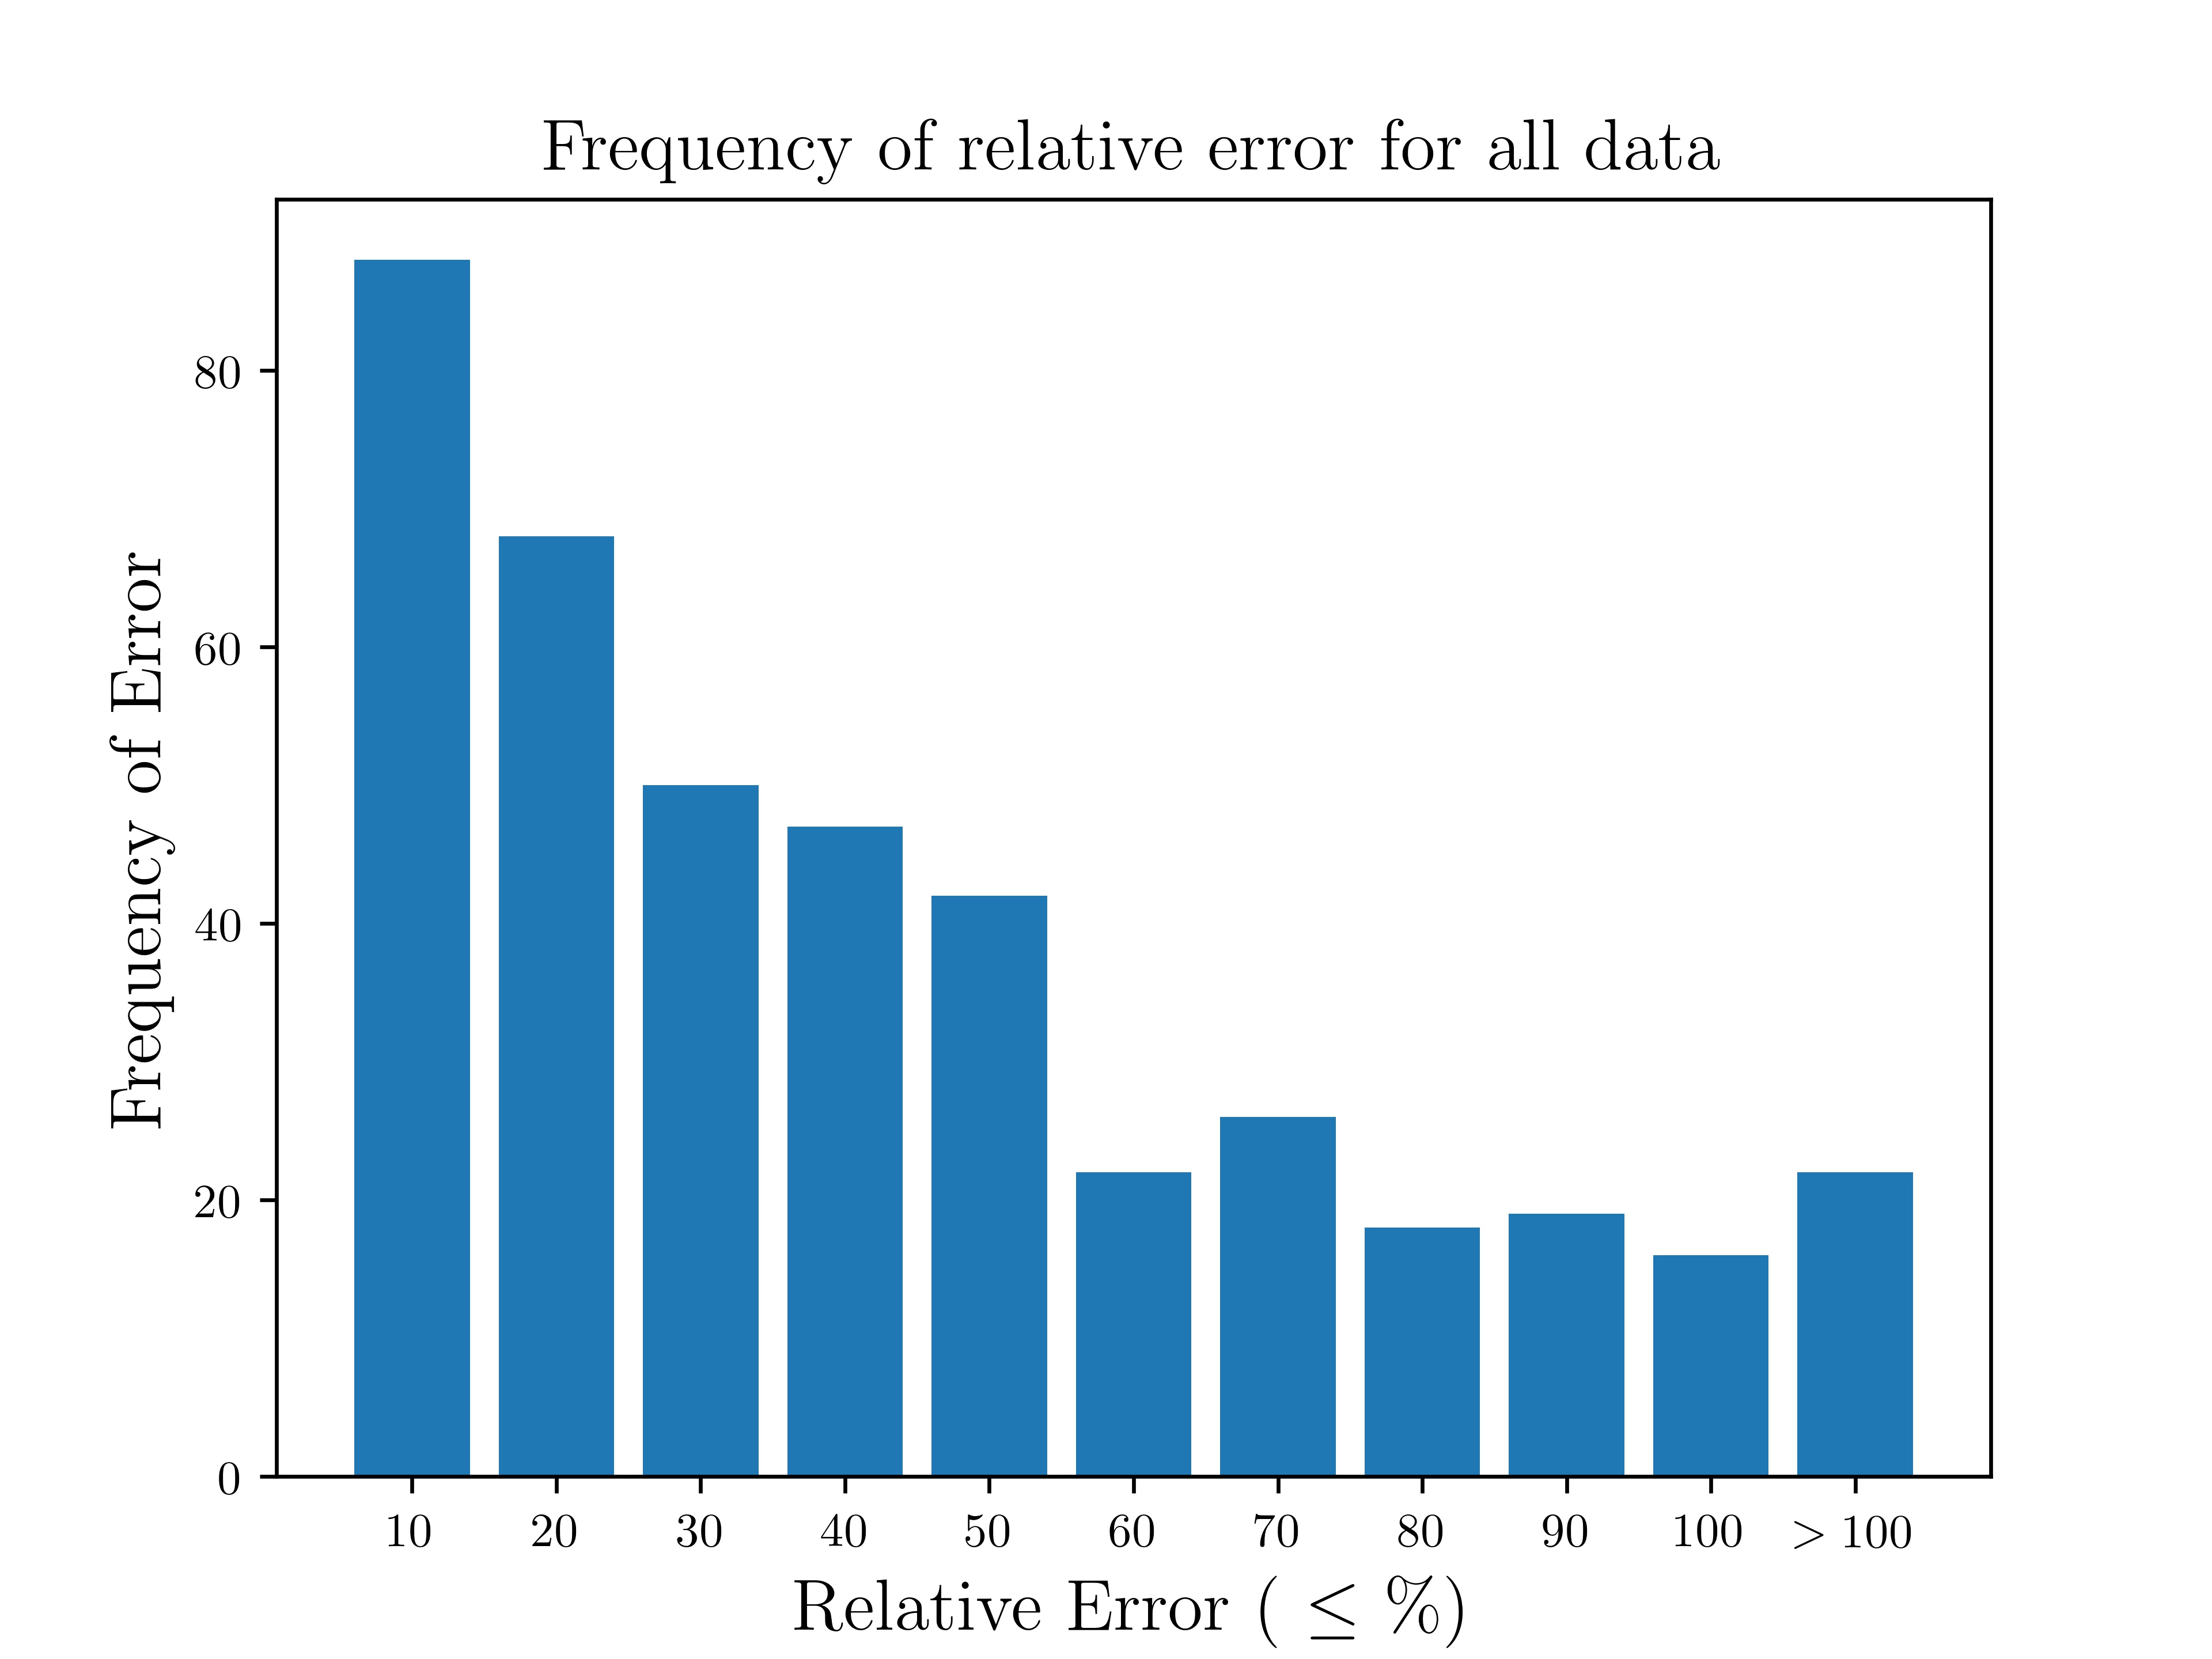 Frequency of relative error for all data
Frequency of Error
80
60
40
20
0
10 20 30 40 50 60 70 80 90 100 > 100
Relative Error ( ≤ %)